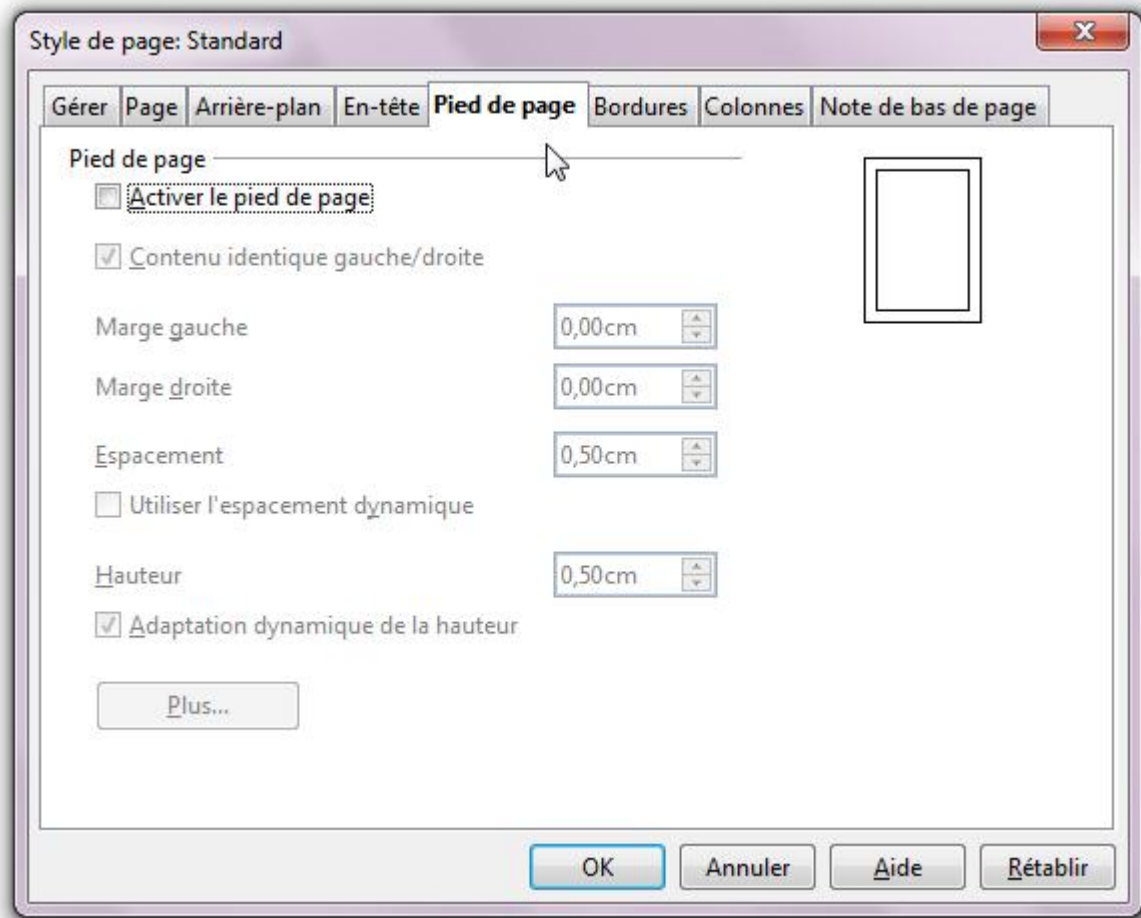 Style de page: Standard
Gérer Page Arrière-plan En-tête Pied de page Bordures Colonnes Note de bas de page
Pied de page
Activer le pied de page
Contenu identique gauche/droite
Marge gauche 0,00cm
Marge droite 0,00cm
Espacement 0,50cm
Utiliser l'espacement dynamique
Hauteur 0,50cm
Adaptation dynamique de la hauteur
Plus...
OK Annuler Aide Rétablir